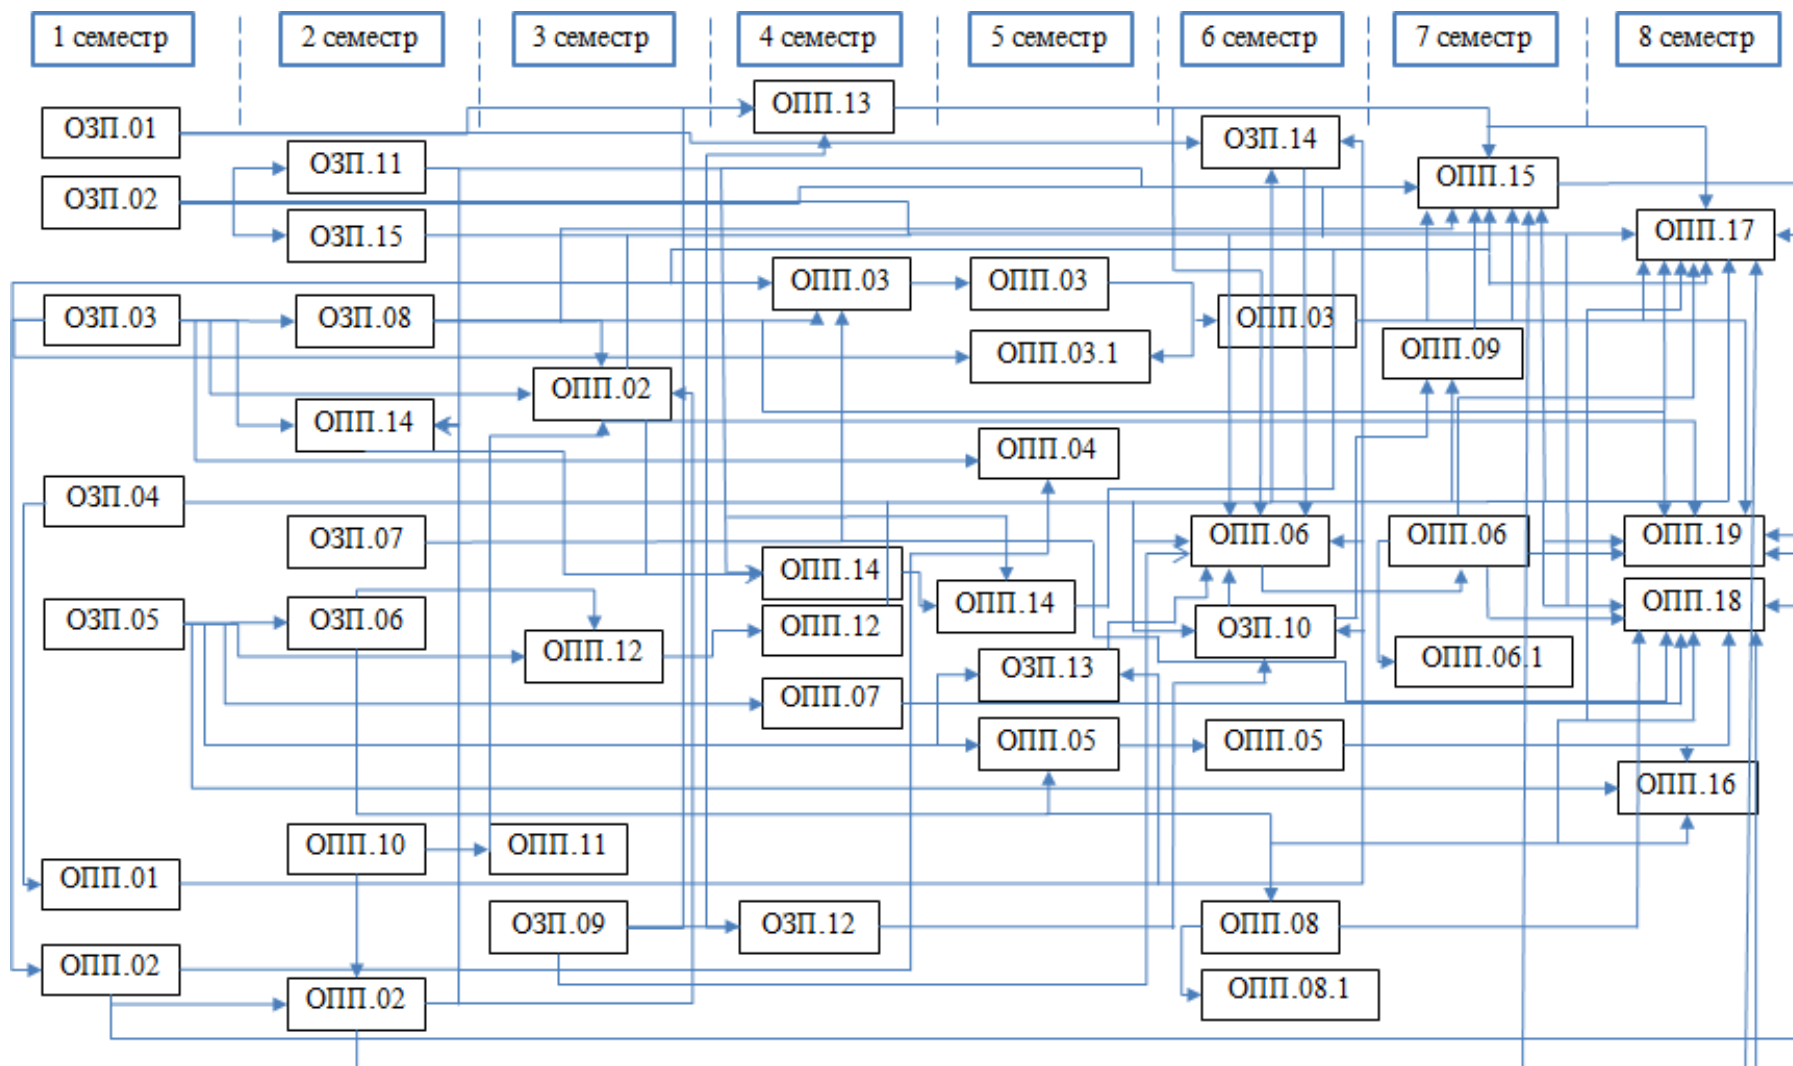 1 семестр
2 семестр
3 семестр
4 семестр
5 семестр
6 семестр
7 семестр
8 семестр
ОЗП.01
ОЗП.02
ОЗП.03
ОЗП.04
ОЗП.05
ОПП.01
ОПП.02
ОЗП.11
ОЗП.15
ОЗП.08
ОПП.14
ОЗП.07
ОЗП.06
ОПП.10
ОПП.02
ОПП.02
ОПП.12
ОПП.11
ОЗП.09
ОПП.13
ОПП.03
ОПП.14
ОПП.12
ОПП.07
ОЗП.12
ОПП.03
ОПП.03.1
ОПП.04
ОПП.14
ОЗП.13
ОПП.05
ОЗП.14
ОПП.03
ОПП.06
ОЗП.10
ОПП.05
ОПП.08
ОПП.08.1
ОПП.15
ОПП.09
ОПП.06
ОПП.06.1
ОПП.17
ОПП.19
ОПП.18
ОПП.16